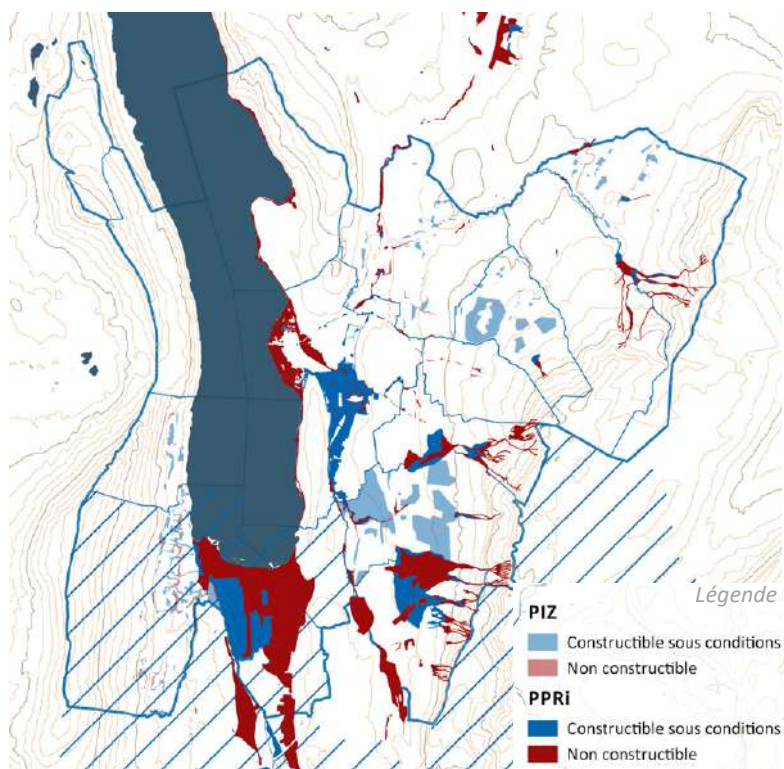 Légende
PIZ
Constructible sous conditions
Non constructible
PPRi
Constructible sous conditions
Non constructible